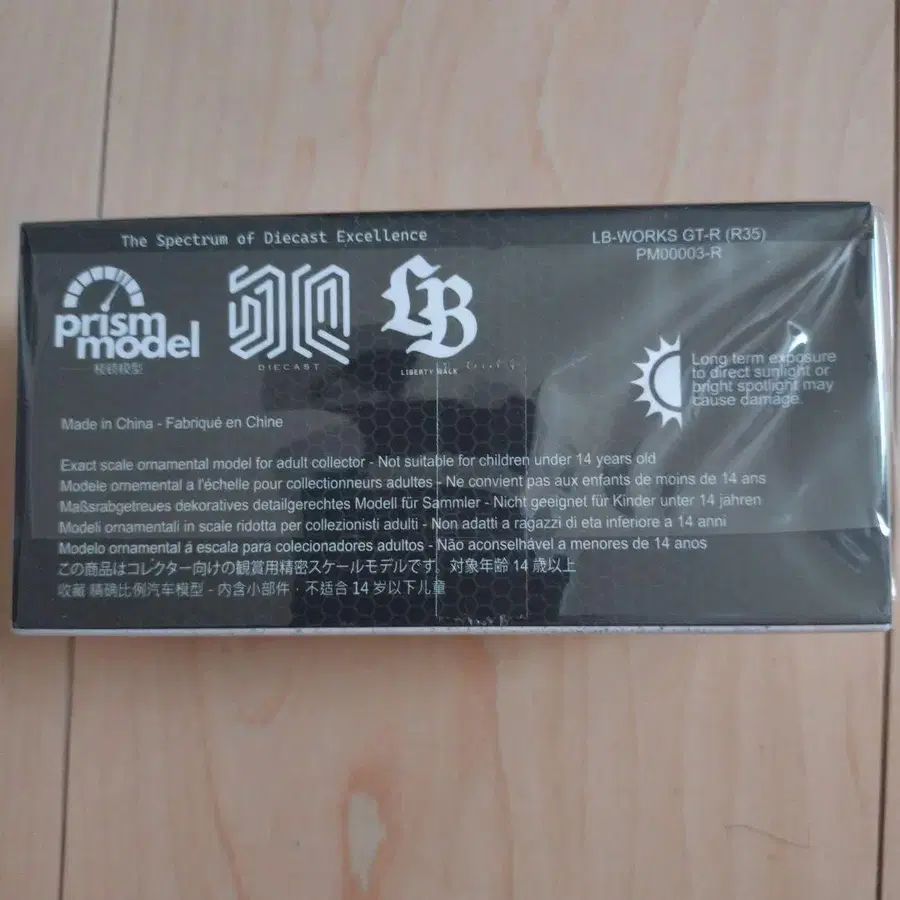 The Spectrum of Diecast Excellence
LB-WORKS GT-R (R35)
PM00003-R
prism
model
DIECAST
LB
LIBERTY WALK
Long term exposure
to direct sunlight or
bright spotlight may
cause damage.
Made in China - Fabriqué en Chine
Exact scale ornamental model for adult collector - Not suitable for children under 14 years old
Modele ornemental a l'échelle pour collectionneurs adultes - Ne convient pas aux enfants de moins de 14 ans
Maßsrabgetreues dekoratives detailgerechtes Modell für Sammler - Nicht geeignet für Kinder unter 14 jahren
Modeli ornamentali in scale ridotta per collezionisti adulti - Non adatti a ragazzi di eta inferiore a 14 anni
Modelo ornamental á escala para colecionadores adultos - Não aconselhável a menores de 14 anos
この商品はコレクター向けの観賞用精密スケールモデルです。対象年齢 14 歳以上
收藏 精确比例汽车模型 - 内含小部件 · 不适合 14 岁以下儿童